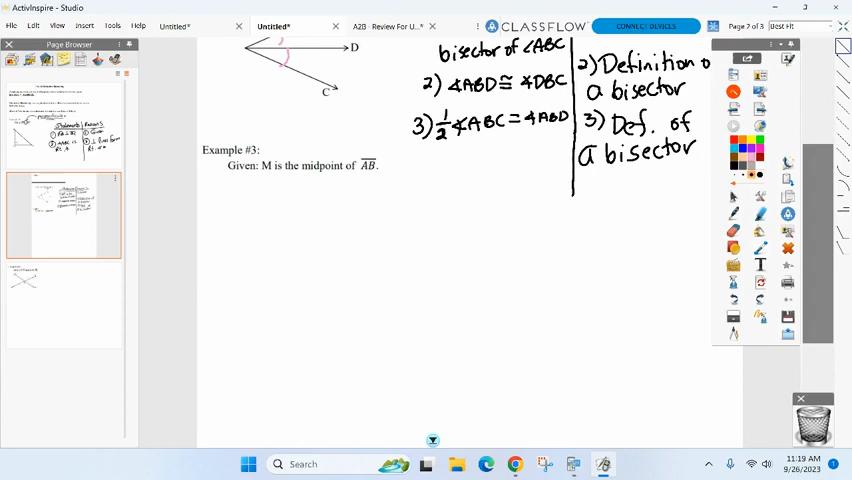 ActivInspire - Studio
File Edit View Insert Tools Help
Untitled*
Untitled*
A2B - Review For U...*
CLASSFLOW
CONNECT DEVICES
Page 2 of 3
Best Fit
Page Browser
D
C
bisector of ∠ABC
2) ∢ABD ≅ ∢DBC
3) 1/2 ∢ABC = ∢ABD
2) Definition o
a bisector
3) Def. of
a bisector
Example #3:
Given: M is the midpoint of AB.
T
Search
11:19 AM
9/26/2023